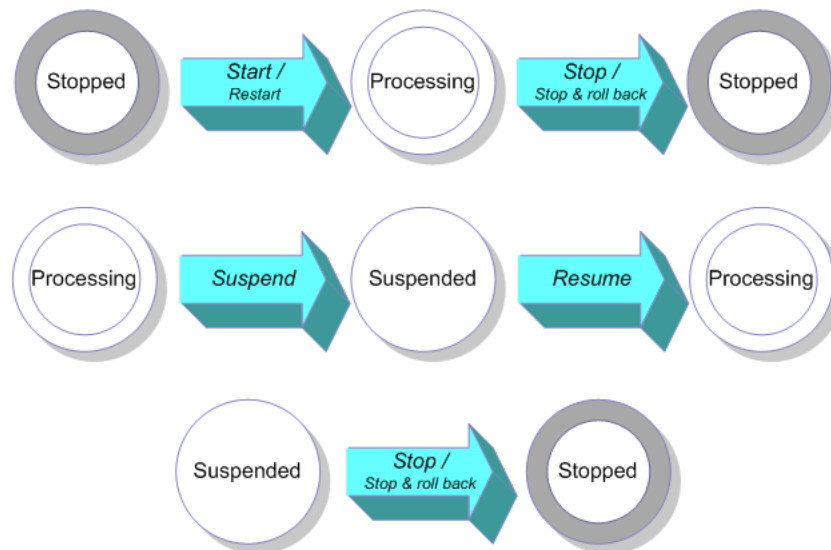 Stopped
Start /
Restart
Processing
Stop /
Stop & roll back
Stopped
Processing
Suspend
Suspended
Resume
Processing
Suspended
Stop /
Stop & roll back
Stopped